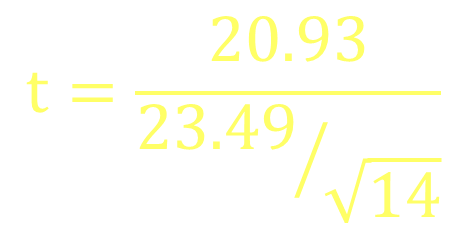 t = 20.93 / (23.49 / √14)